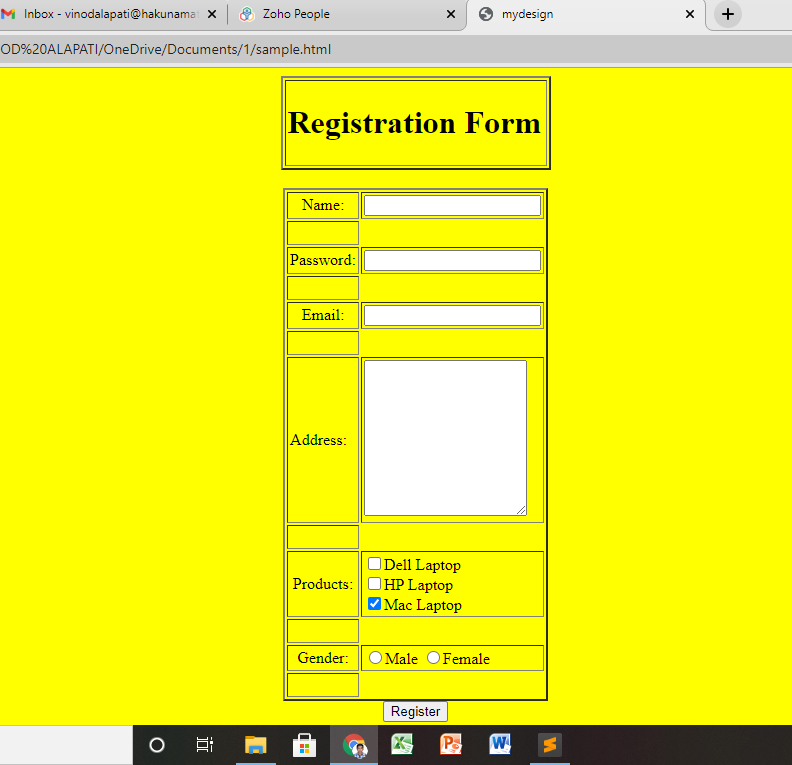 Inbox - vinodalapati@hakunama
Zoho People
mydesign
OD%20ALAPATI/OneDrive/Documents/1/sample.html
Registration Form
Name:
Password:
Email:
Address:
Products:
Dell Laptop
HP Laptop
Mac Laptop
Gender:
Male
Female
Register